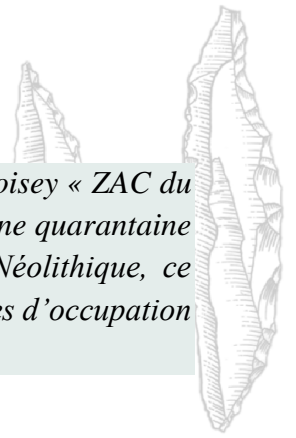 oisey « ZAC du
ne quarantaine
Néolithique, ce
es d’occupation